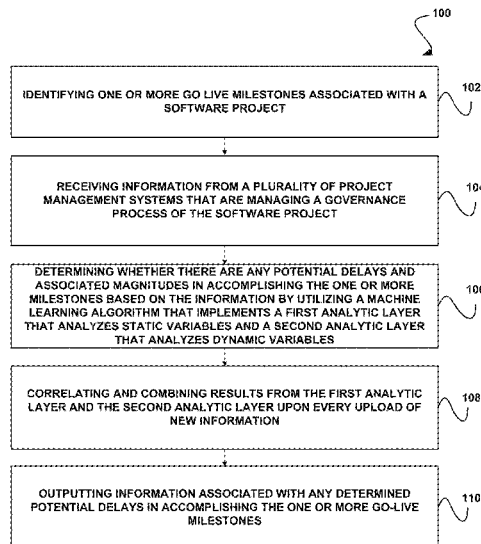 100
IDENTIFYING ONE OR MORE GO LIVE MILESTONES ASSOCIATED WITH A
SOFTWARE PROJECT
102
RECEIVING INFORMATION FROM A PLURALITY OF PROJECT
MANAGEMENT SYSTEMS THAT ARE MANAGING A GOVERNANCE
PROCESS OF THE SOFTWARE PROJECT
104
DETERMINING WHETHER THERE ARE ANY POTENTIAL DELAYS AND
ASSOCIATED MAGNITUDES IN ACCOMPLISHING THE ONE OR MORE
MILESTONES BASED ON THE INFORMATION BY UTILIZING A MACHINE
LEARNING ALGORITHM THAT IMPLEMENTS A FIRST ANALYTIC LAYER
THAT ANALYZES STATIC VARIABLES AND A SECOND ANALYTIC LAYER
THAT ANALYZES DYNAMIC VARIABLES
106
CORRELATING AND COMBINING RESULTS FROM THE FIRST ANALYTIC
LAYER AND THE SECOND ANALYTIC LAYER UPON EVERY UPLOAD OF
NEW INFORMATION
108
OUTPUTTING INFORMATION ASSOCIATED WITH ANY DETERMINED
POTENTIAL DELAYS IN ACCOMPLISHING THE ONE OR MORE GO-LIVE
MILESTONES
110